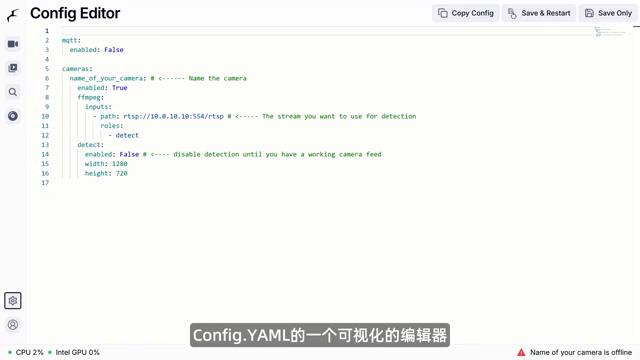 Config Editor
Copy Config
Save & Restart
Save Only
1
2 mqtt:
3 enabled: False
4
5 cameras:
6 name_of_your_camera: # <------ Name the camera
7 enabled: True
8 ffmpeg:
9 inputs:
10 - path: rtsp://10.0.10.10:554/rtsp # <----- The stream you want to use for detection
11 roles:
12 - detect
13 detect:
14 enabled: False # <---- disable detection until you have a working camera feed
15 width: 1280
16 height: 720
17
Config.YAML的一个可视化的编辑器
CPU 2%
Intel GPU 0%
Name of your camera is offline